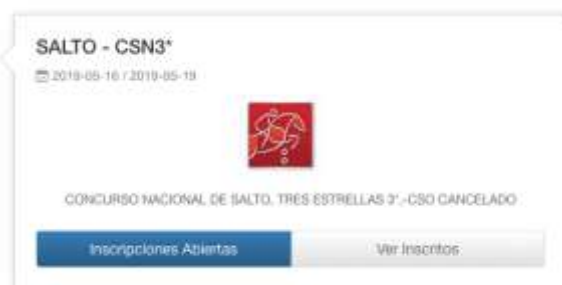 SALTO - CSN3*
2019-05-16 / 2019-05-19
CONCURSO NACIONAL DE SALTO, TRES ESTRELLAS 3*.-CSO CANCELADO
Inscripciones Abiertas
Ver Inscritos